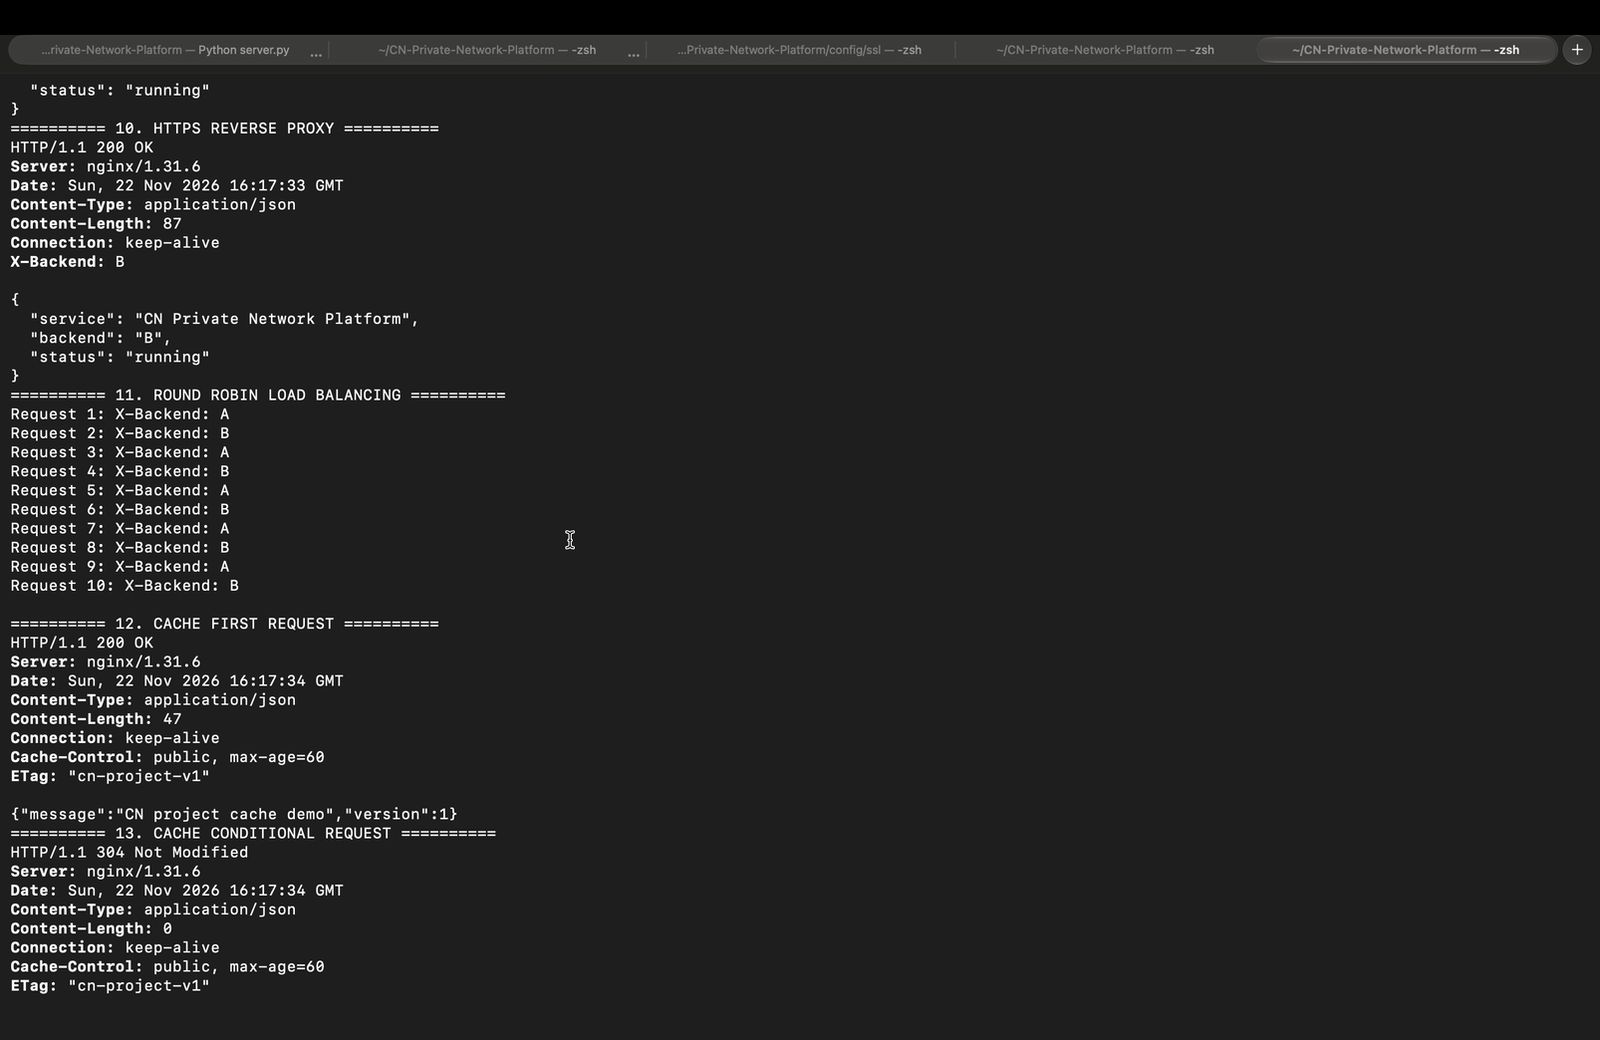 ...rivate-Network-Platform — Python server.py ...
~/CN-Private-Network-Platform — -zsh ...
...Private-Network-Platform/config/ssl — -zsh
~/CN-Private-Network-Platform — -zsh
~/CN-Private-Network-Platform — -zsh
+
  "status": "running"
}
========== 10. HTTPS REVERSE PROXY ==========
HTTP/1.1 200 OK
Server: nginx/1.31.6
Date: Sun, 22 Nov 2026 16:17:33 GMT
Content-Type: application/json
Content-Length: 87
Connection: keep-alive
X-Backend: B

{
  "service": "CN Private Network Platform",
  "backend": "B",
  "status": "running"
}
========== 11. ROUND ROBIN LOAD BALANCING ==========
Request 1: X-Backend: A
Request 2: X-Backend: B
Request 3: X-Backend: A
Request 4: X-Backend: B
Request 5: X-Backend: A
Request 6: X-Backend: B
Request 7: X-Backend: A
Request 8: X-Backend: B
Request 9: X-Backend: A
Request 10: X-Backend: B

========== 12. CACHE FIRST REQUEST ==========
HTTP/1.1 200 OK
Server: nginx/1.31.6
Date: Sun, 22 Nov 2026 16:17:34 GMT
Content-Type: application/json
Content-Length: 47
Connection: keep-alive
Cache-Control: public, max-age=60
ETag: "cn-project-v1"

{"message":"CN project cache demo","version":1}
========== 13. CACHE CONDITIONAL REQUEST ==========
HTTP/1.1 304 Not Modified
Server: nginx/1.31.6
Date: Sun, 22 Nov 2026 16:17:34 GMT
Content-Type: application/json
Content-Length: 0
Connection: keep-alive
Cache-Control: public, max-age=60
ETag: "cn-project-v1"